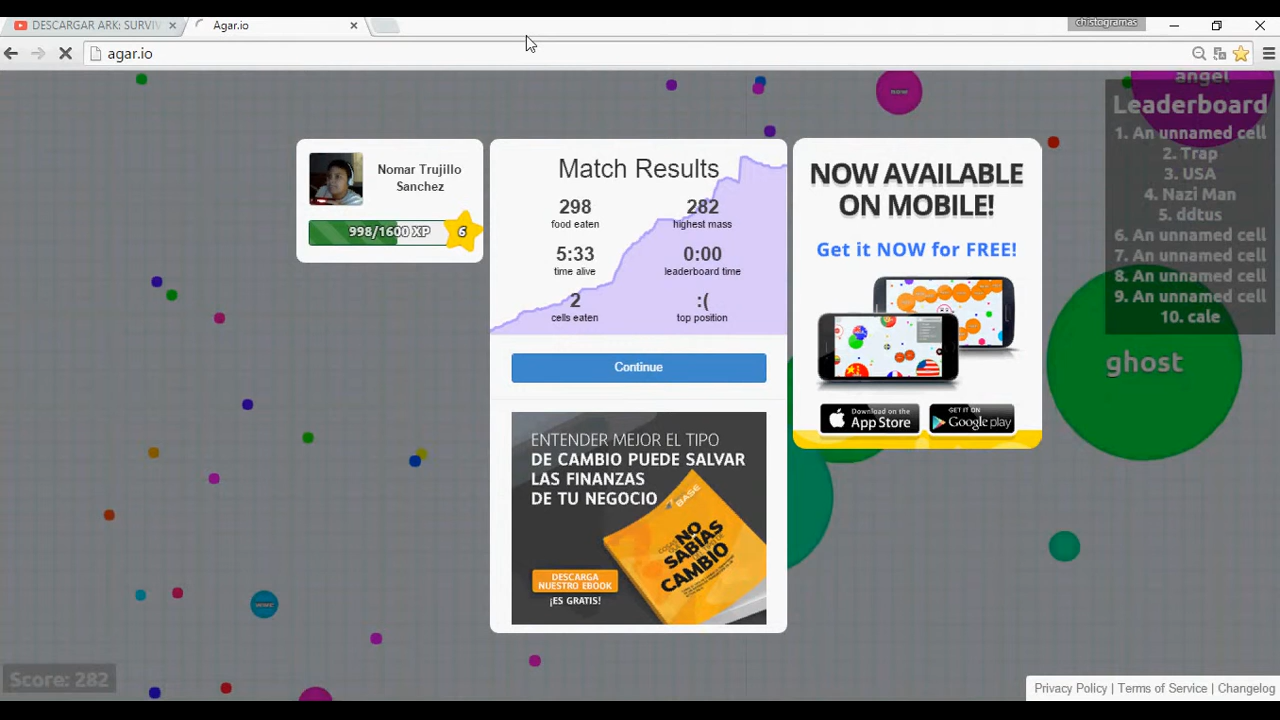 DESCARGAR ARK: SURVIV
Agar.io
chistogramas
agar.io
angel
Leaderboard
1. An unnamed cell
2. Trap
3. USA
4. Nazi Man
5. ddtus
6. An unnamed cell
7. An unnamed cell
8. An unnamed cell
9. An unnamed cell
10. cale
ghost
Nomar Trujillo
Sanchez
998/1600 XP
6
Match Results
298
food eaten
282
highest mass
5:33
time alive
0:00
leaderboard time
2
cells eaten
:(
top position
Continue
ENTENDER MEJOR EL TIPO
DE CAMBIO PUEDE SALVAR
LAS FINANZAS
DE TU NEGOCIO
BASE
NO
SABÍAS
CAMBIO
DESCARGA
NUESTRO EBOOK
¡ES GRATIS!
NOW AVAILABLE
ON MOBILE!
Get it NOW for FREE!
Download on the
App Store
GET IT ON
Google play
Score: 282
Privacy Policy | Terms of Service | Changelog